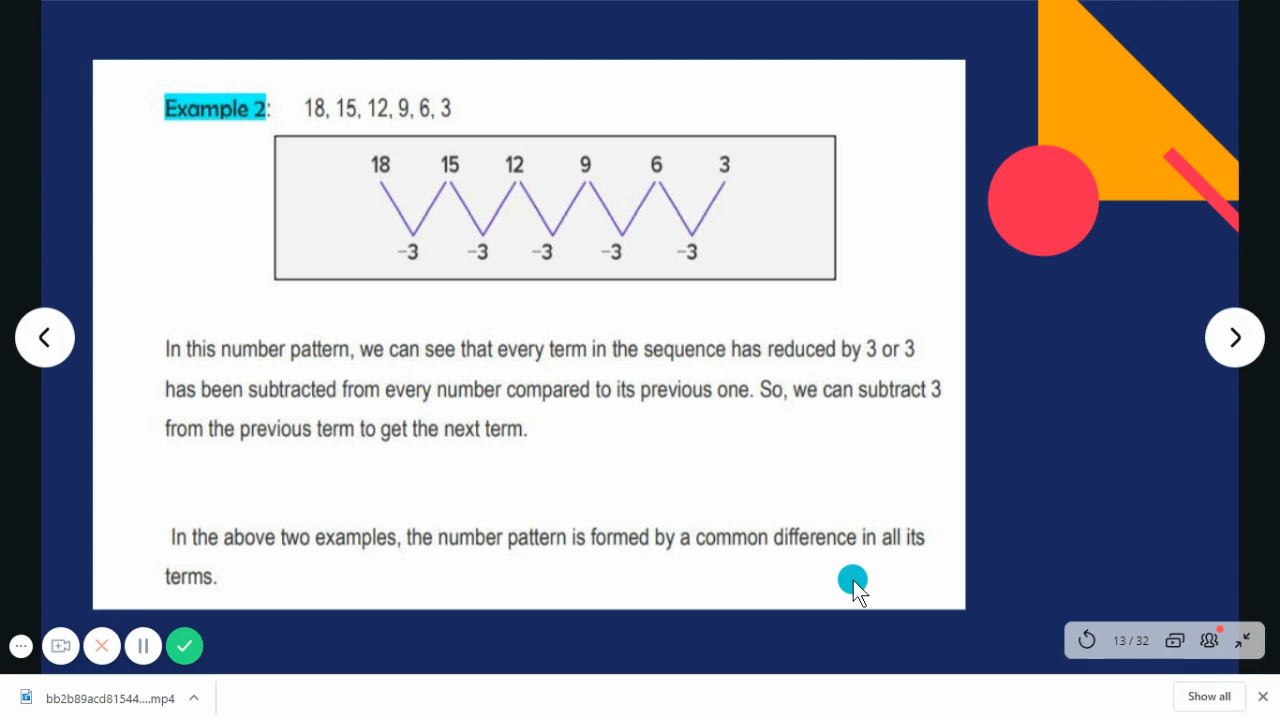 Example 2: 18, 15, 12, 9, 6, 3
18 15 12 9 6 3
−3 −3 −3 −3 −3
In this number pattern, we can see that every term in the sequence has reduced by 3 or 3
has been subtracted from every number compared to its previous one. So, we can subtract 3
from the previous term to get the next term.
In the above two examples, the number pattern is formed by a common difference in all its
terms.
13 / 32
bb2b89acd81544....mp4
Show all